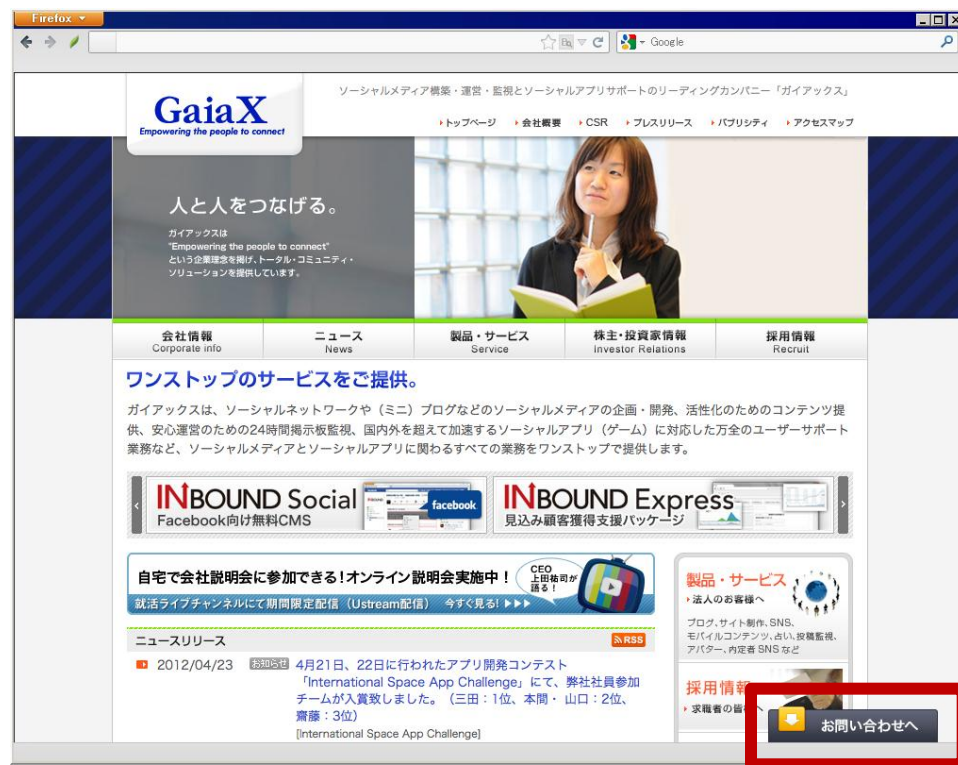 Firefox
Google
GaiaX
Empowering the people to connect
ソーシャルメディア構築・運営・監視とソーシャルアプリサポートのリーディングカンパニー「ガイアックス」
トップページ 会社概要 CSR プレスリリース パブリシティ アクセスマップ
人と人をつなげる。
ガイアックスは
"Empowering the people to connect"
という企業理念を掲げ、トータル・コミュニティ・
ソリューションを提供しています。
会社情報 ニュース 製品・サービス 株主・投資家情報 採用情報
Corporate info News Service Investor Relations Recruit
ワンストップのサービスをご提供。
ガイアックスは、ソーシャルネットワークや（ミニ）ブログなどのソーシャルメディアの企画・開発、活性化のためのコンテンツ提
供、安心運営のための24時間掲示板監視、国内外を超えて加速するソーシャルアプリ（ゲーム）に対応した万全のユーザーサポート
業務など、ソーシャルメディアとソーシャルアプリに関わるすべての業務をワンストップで提供します。
INBOUND Social
Facebook向け無料CMS
facebook
INBOUND Express
見込み顧客獲得支援パッケージ
自宅で会社説明会に参加できる!オンライン説明会実施中！
CEO
上田祐司が
語る！
就活ライブチャンネルにて期間限定配信（Ustream配信） 今すぐ見る!
ニュースリリース RSS
2012/04/23 お知らせ 4月21日、22日に行われたアプリ開発コンテスト
「International Space App Challenge」にて、弊社社員参加
チームが入賞致しました。（三田：1位、本間・ 山口：2位、
齋藤：3位）
[International Space App Challenge]
製品・サービス
法人のお客様へ
ブログ、サイト制作、SNS、
モバイルコンテンツ、占い、投稿監視、
アバター、内定者 SNS など
採用情報
求職者の皆様へ
お問い合わせへ